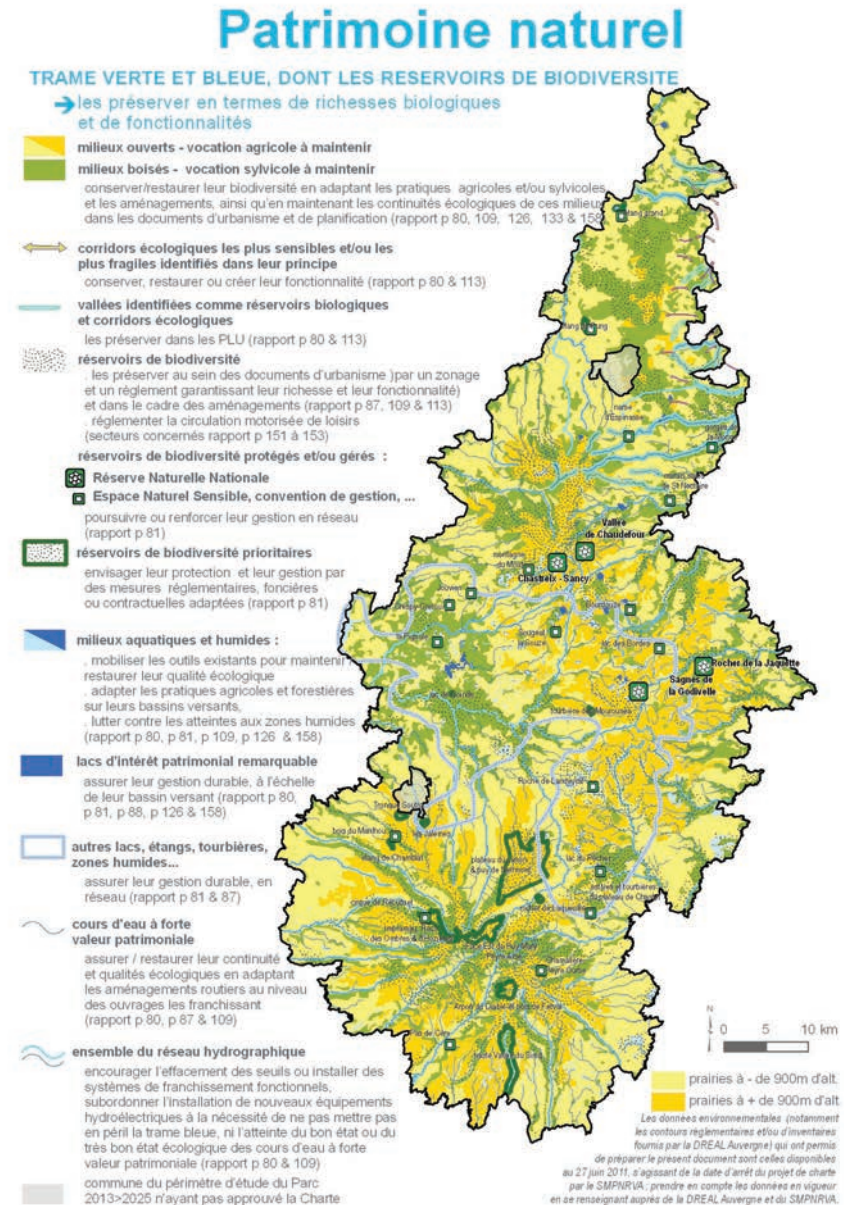 Patrimoine naturel
TRAME VERTE ET BLEUE, DONT LES RESERVOIRS DE BIODIVERSITE
les préserver en termes de richesses biologiques
et de fonctionnalités
milieux ouverts - vocation agricole à maintenir
milieux boisés - vocation sylvicole à maintenir
conserver/restaurer leur biodiversité en adaptant les pratiques agricoles et/ou sylvicoles
et les aménagements, ainsi qu'en maintenant les continuités écologiques de ces milieux
dans les documents d'urbanisme et de planification (rapport p 80, 109, 126, 133 & 158
corridors écologiques les plus sensibles et/ou les
plus fragiles identifiés dans leur principe
conserver, restaurer ou créer leur fonctionnalité (rapport p 80 & 113)
vallées identifiées comme réservoirs biologiques
et corridors écologiques
les préserver dans les PLU (rapport p 80 & 113)
réservoirs de biodiversité
. les préserver au sein des documents d'urbanisme )par un zonage
et un règlement garantissant leur richesse et leur fonctionnalité)
et dans le cadre des aménagements (rapport p 87, 109 & 113)
. réglementer la circulation motorisée de loisirs
(secteurs concernés rapport p 151 à 153)
réservoirs de biodiversité protégés et/ou gérés :
Réserve Naturelle Nationale
Espace Naturel Sensible, convention de gestion, ...
poursuivre ou renforcer leur gestion en réseau
(rapport p 81)
réservoirs de biodiversité prioritaires
envisager leur protection et leur gestion par
des mesures réglementaires, foncières
ou contractuelles adaptées (rapport p 81)
milieux aquatiques et humides :
. mobiliser les outils existants pour maintenir
restaurer leur qualité écologique
. adapter les pratiques agricoles et forestières
sur leurs bassins versants,
. lutter contre les atteintes aux zones humides
(rapport p 80, p 81, p 109, p 126 & 158)
lacs d'intérêt patrimonial remarquable
assurer leur gestion durable, à l'échelle
de leur bassin versant (rapport p 80,
p 81, p 88, p 126 & 158)
autres lacs, étangs, tourbières,
zones humides...
assurer leur gestion durable, en
réseau (rapport p 81 & 87)
cours d'eau à forte
valeur patrimoniale
assurer / restaurer leur continuité
et qualités écologiques en adaptant
les aménagements routiers au niveau
des ouvrages les franchissant
(rapport p 80, p 87 & 109)
ensemble du réseau hydrographique
encourager l'effacement des seuils ou installer des
systèmes de franchissement fonctionnels,
subordonner l'installation de nouveaux équipements
hydroélectriques à la nécessité de ne pas mettre pas
en péril la trame bleue, ni l'atteinte du bon état ou du
très bon état écologique des cours d'eau à forte
valeur patrimoniale (rapport p 80 & 109)
commune du périmètre d'étude du Parc
2013>2025 n'ayant pas approuvé la Charte
d'Espinasse
de St Nectaire
Vallée
de Chaudefour
montagne
Chastreix - Sancy
lac des Bordes
Rocher de la Jaquette
Sagnes de
la Godivelle
Roche de Landeyrat
bois du Marilhou
lac du Pêcher
N
0 5 10 km
prairies à - de 900m d'alt.
prairies à + de 900m d'alt.
Les données environnementales (notamment
les contours réglementaires et/ou d'inventaires
fournis par la DREAL Auvergne) qui ont permis
de préparer le présent document sont celles disponibles
au 27 juin 2011, s'agissant de la date d'arrêt du projet de charte
par le SMPNRVA ; prendre en compte les données en vigueur
en se renseignant auprès de la DREAL Auvergne et du SMPNRVA.